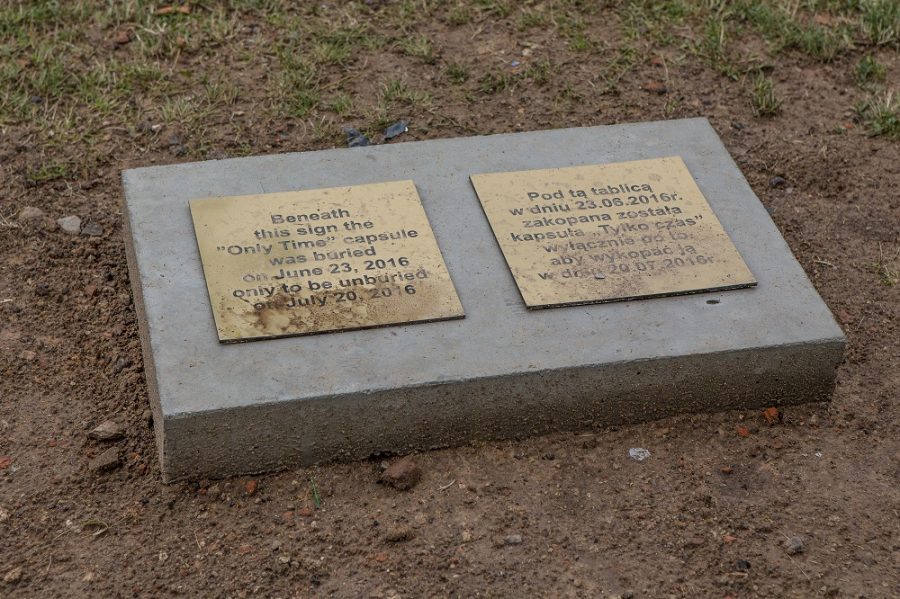 Beneath
this sign the
"Only Time" capsule
was buried
on June 23, 2016
only to be unburied
on July 20, 2016
Pod tą tablicą
w dniu 23.06.2016r.
zakopana została
kapsuła „Tylko czas”
wyłącznie po to,
aby wykopać ją
w dniu 20.07.2016r